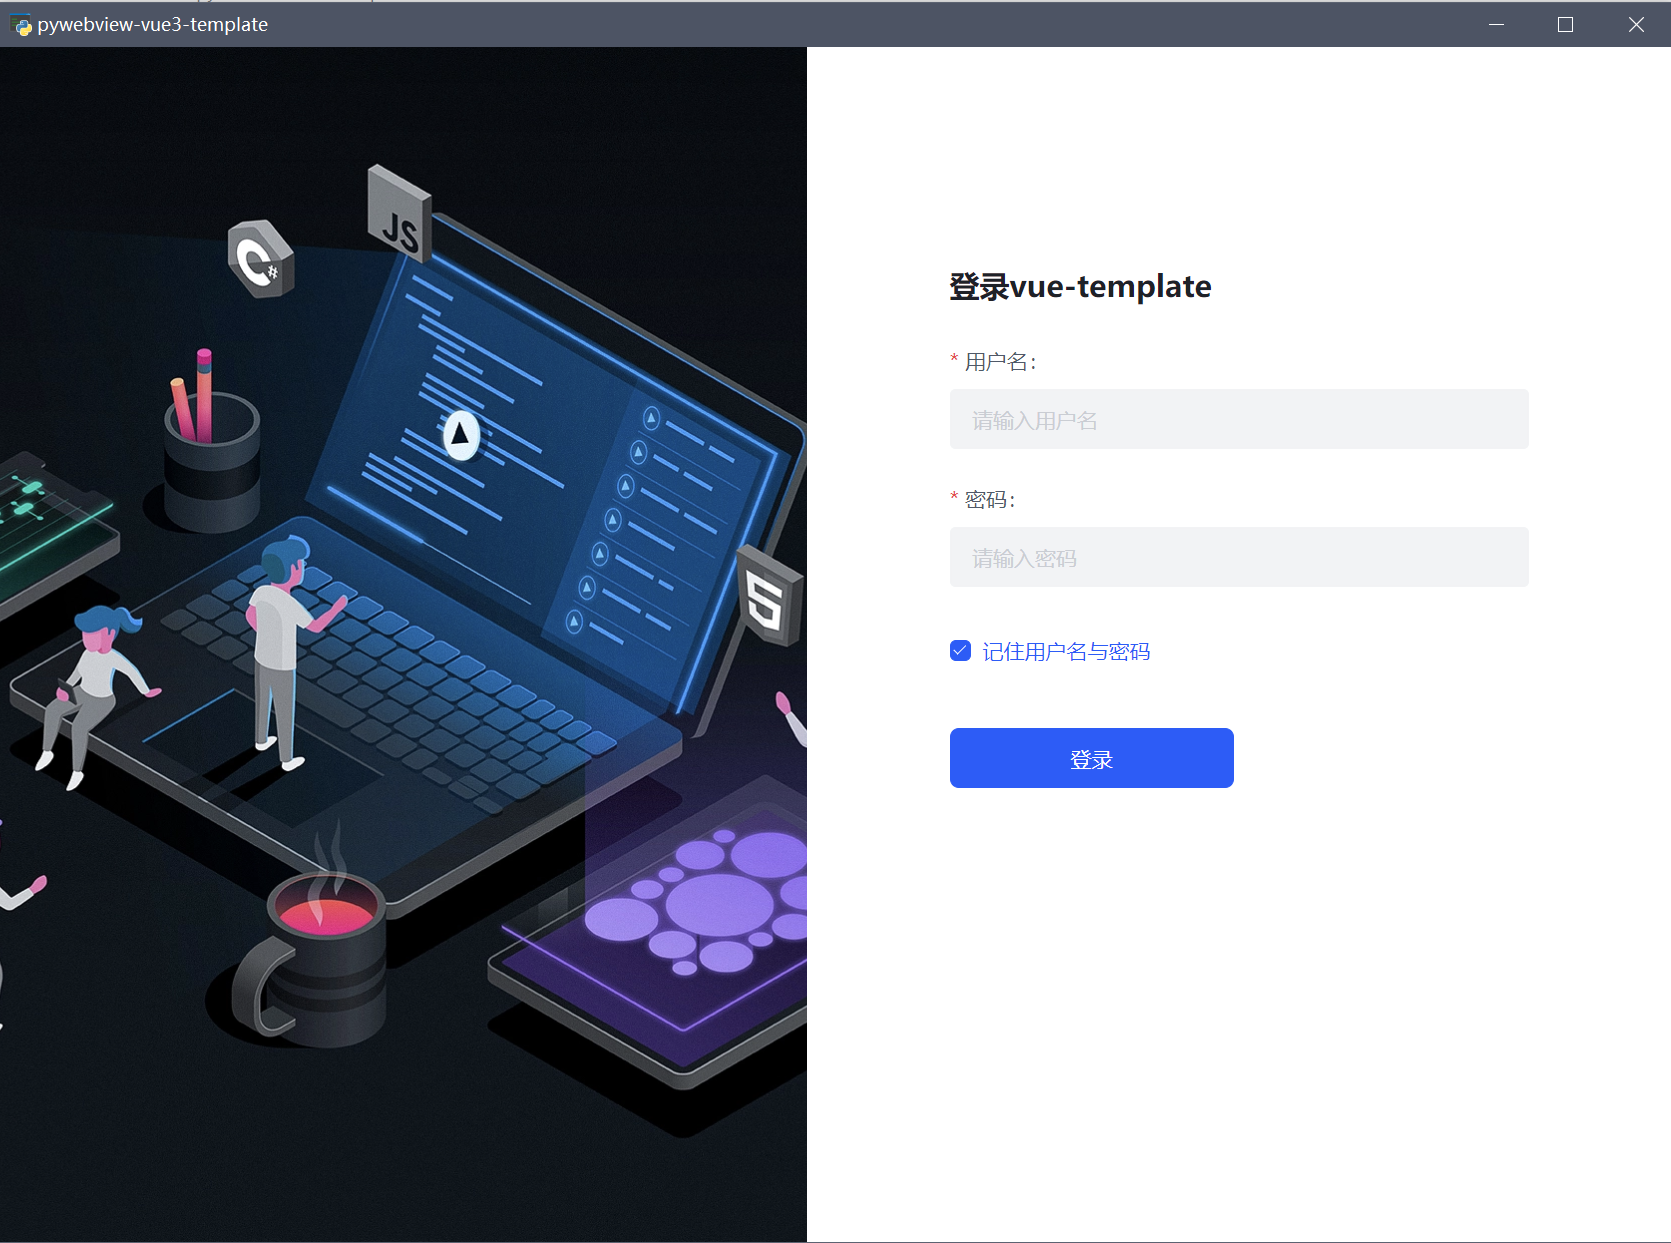 pywebview-vue3-template
C#
JS
5
登录vue-template
* 用户名：
请输入用户名
* 密码：
请输入密码
记住用户名与密码
登录